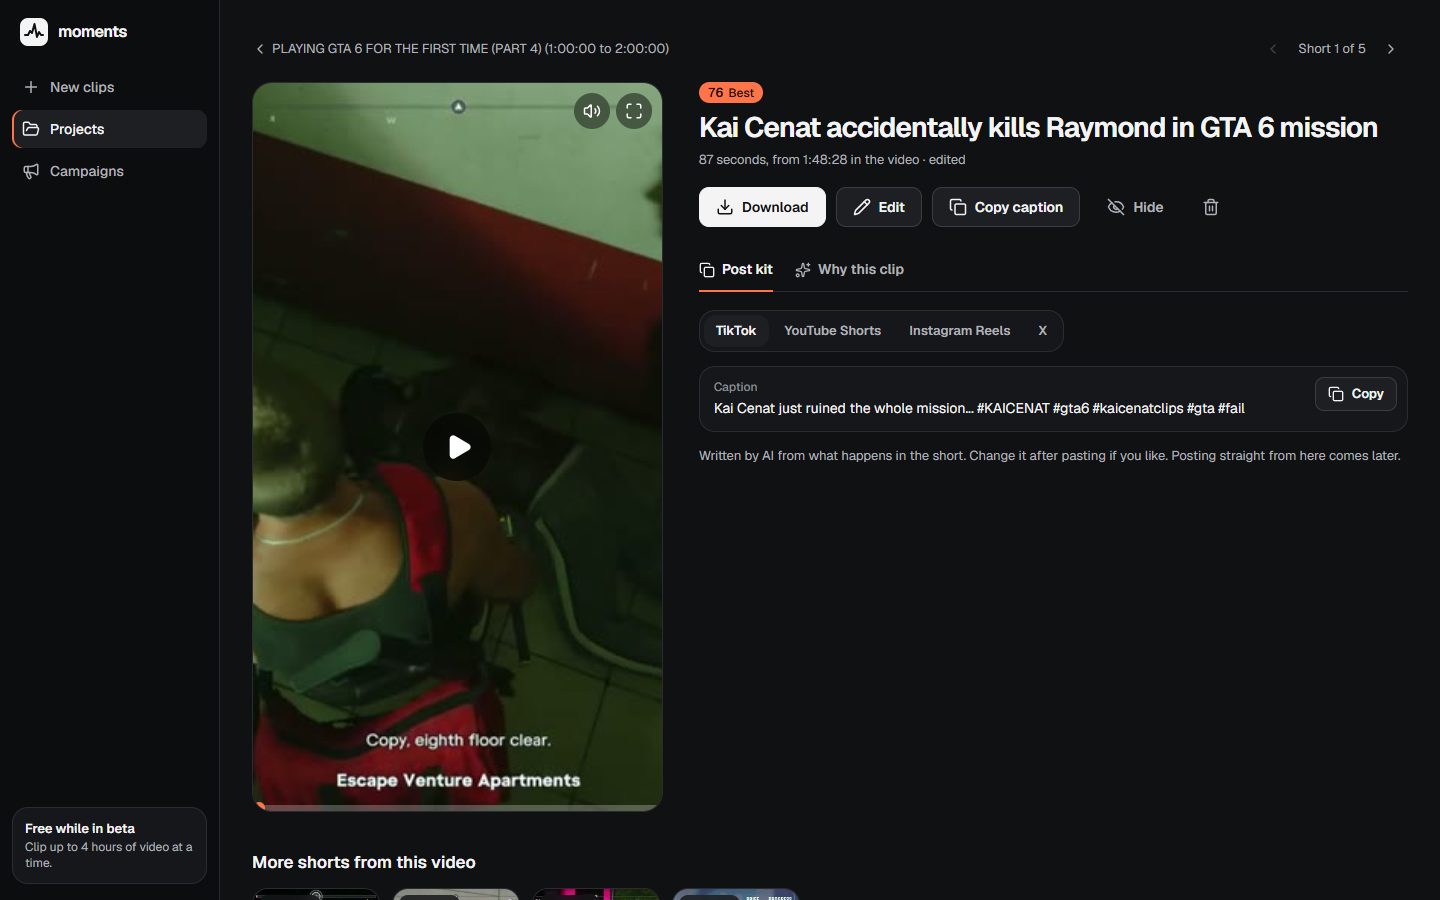 moments
New clips
Projects
Campaigns
Free while in beta
Clip up to 4 hours of video at a
time.
PLAYING GTA 6 FOR THE FIRST TIME (PART 4) (1:00:00 to 2:00:00)
Short 1 of 5
W
Copy, eighth floor clear.
Escape Venture Apartments
76 Best
Kai Cenat accidentally kills Raymond in GTA 6 mission
87 seconds, from 1:48:28 in the video · edited
Download
Edit
Copy caption
Hide
Post kit
Why this clip
TikTok
YouTube Shorts
Instagram Reels
X
Caption
Kai Cenat just ruined the whole mission... #KAICENAT #gta6 #kaicenatclips #gta #fail
Copy
Written by AI from what happens in the short. Change it after pasting if you like. Posting straight from here comes later.
More shorts from this video